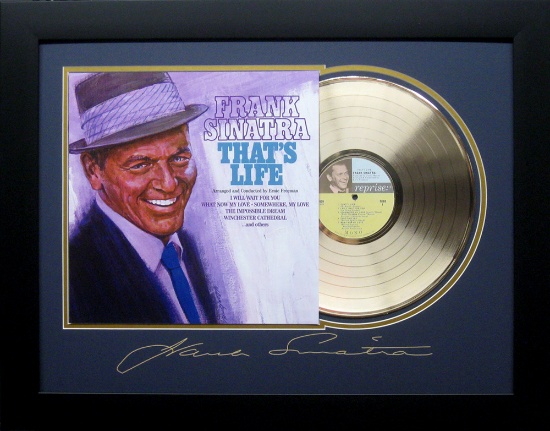 FRANK
SINATRA
THAT'S
LIFE
Arranged and Conducted by Ernie Freeman
I WILL WAIT FOR YOU
WHAT NOW MY LOVE • SOMEWHERE, MY LOVE
THE IMPOSSIBLE DREAM
WINCHESTER CATHEDRAL
...and others
reprise:
Frank Sinatra